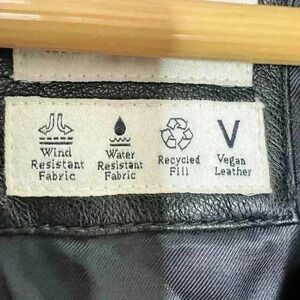 V
Wind Resistant Fabric
Water Resistant Fabric
Recycled Fill
Vegan Leather